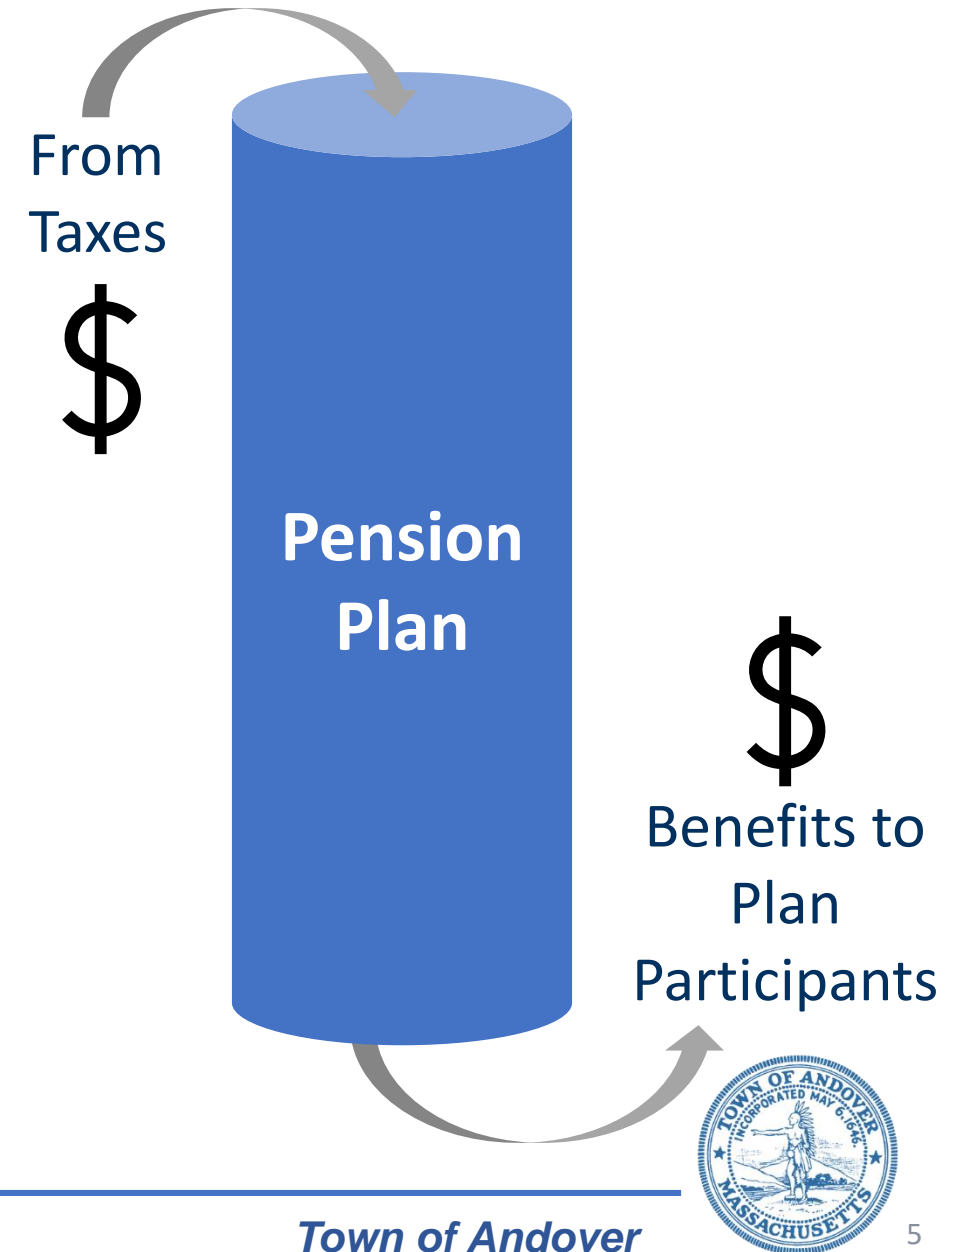 From
Taxes
$
Pension
Plan
$
Benefits to
Plan
Participants
TOWN OF ANDOVER
INCORPORATED MAY 6, 1646.
MASSACHUSETTS
Town of Andover
5